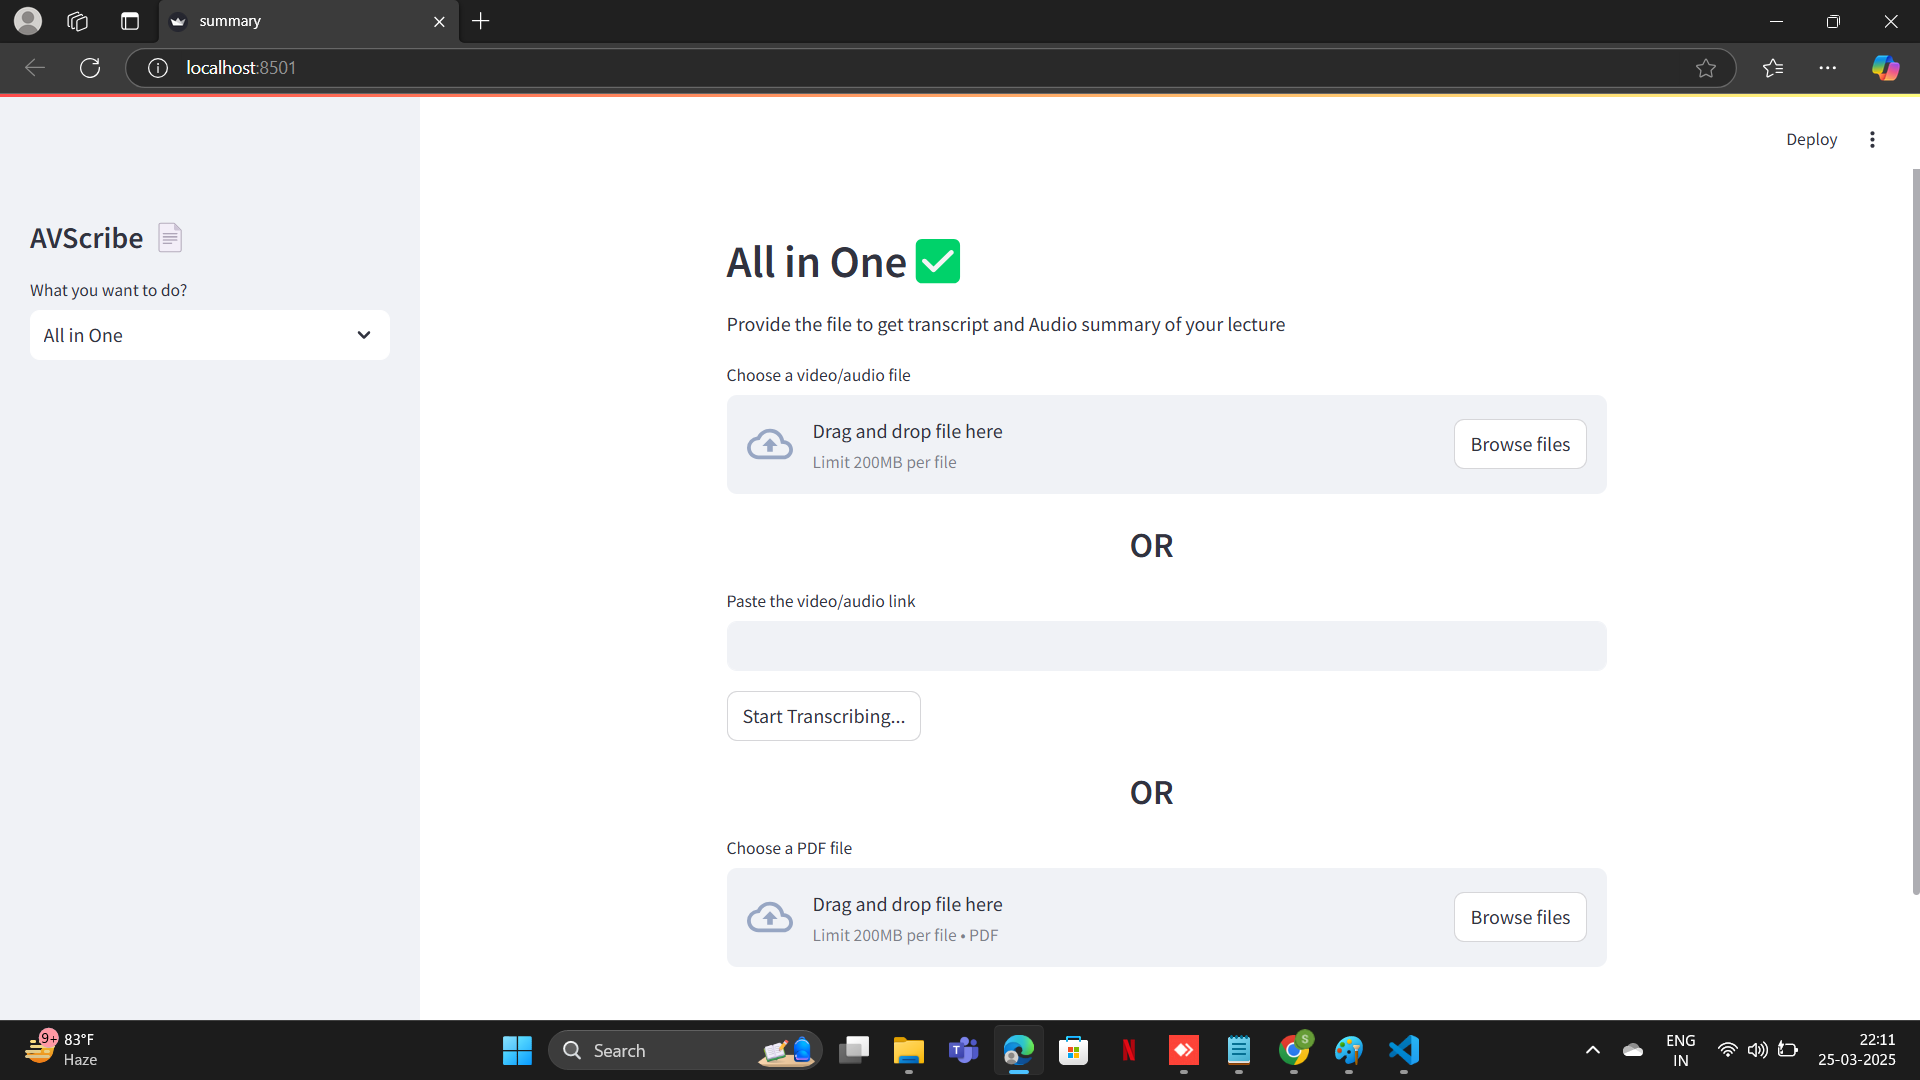 summary
localhost:8501
Deploy
AVScribe
What you want to do?
All in One
All in One
Provide the file to get transcript and Audio summary of your lecture
Choose a video/audio file
Drag and drop file here
Limit 200MB per file
Browse files
OR
Paste the video/audio link
Start Transcribing...
OR
Choose a PDF file
Drag and drop file here
Limit 200MB per file • PDF
Browse files
9+
83°F
Haze
Search
T
N
S
ENG
IN
22:11
25-03-2025